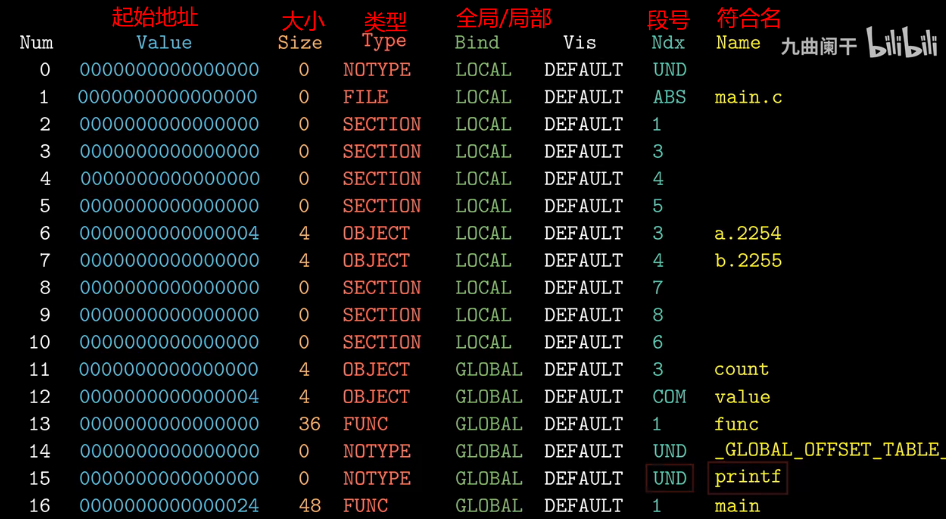 起始地址 大小 类型 全局/局部 段号 符合名
Num Value Size Type Bind Vis Ndx Name
九曲阑干 bilibili
0 0000000000000000 0 NOTYPE LOCAL DEFAULT UND
1 0000000000000000 0 FILE LOCAL DEFAULT ABS main.c
2 0000000000000000 0 SECTION LOCAL DEFAULT 1
3 0000000000000000 0 SECTION LOCAL DEFAULT 3
4 0000000000000000 0 SECTION LOCAL DEFAULT 4
5 0000000000000000 0 SECTION LOCAL DEFAULT 5
6 0000000000000004 4 OBJECT LOCAL DEFAULT 3 a.2254
7 0000000000000000 4 OBJECT LOCAL DEFAULT 4 b.2255
8 0000000000000000 0 SECTION LOCAL DEFAULT 7
9 0000000000000000 0 SECTION LOCAL DEFAULT 8
10 0000000000000000 0 SECTION LOCAL DEFAULT 6
11 0000000000000000 4 OBJECT GLOBAL DEFAULT 3 count
12 0000000000000004 4 OBJECT GLOBAL DEFAULT COM value
13 0000000000000000 36 FUNC GLOBAL DEFAULT 1 func
14 0000000000000000 0 NOTYPE GLOBAL DEFAULT UND _GLOBAL_OFFSET_TABLE_
15 0000000000000000 0 NOTYPE GLOBAL DEFAULT UND printf
16 0000000000000024 48 FUNC GLOBAL DEFAULT 1 main